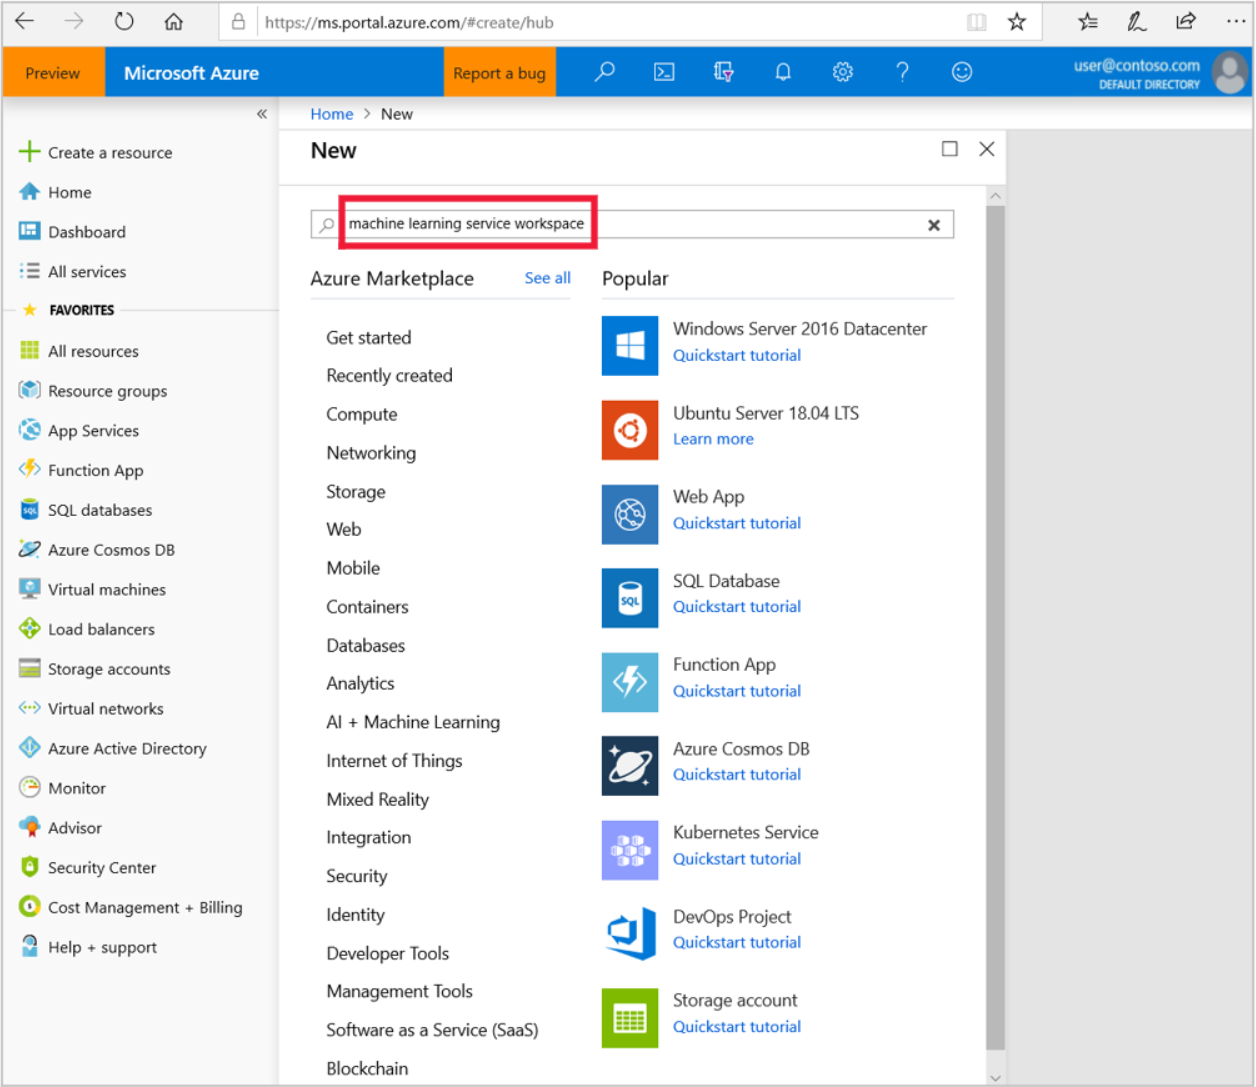 https://ms.portal.azure.com/#create/hub
Preview
Microsoft Azure
Report a bug
user@contoso.com
DEFAULT DIRECTORY
Home > New
New
machine learning service workspace
Create a resource
Home
Dashboard
All services
FAVORITES
All resources
Resource groups
App Services
Function App
SQL databases
Azure Cosmos DB
Virtual machines
Load balancers
Storage accounts
Virtual networks
Azure Active Directory
Monitor
Advisor
Security Center
Cost Management + Billing
Help + support
Azure Marketplace
See all
Get started
Recently created
Compute
Networking
Storage
Web
Mobile
Containers
Databases
Analytics
AI + Machine Learning
Internet of Things
Mixed Reality
Integration
Security
Identity
Developer Tools
Management Tools
Software as a Service (SaaS)
Blockchain
Popular
Windows Server 2016 Datacenter
Quickstart tutorial
Ubuntu Server 18.04 LTS
Learn more
Web App
Quickstart tutorial
SQL Database
Quickstart tutorial
SQL
Function App
Quickstart tutorial
Azure Cosmos DB
Quickstart tutorial
Kubernetes Service
Quickstart tutorial
DevOps Project
Quickstart tutorial
Storage account
Quickstart tutorial